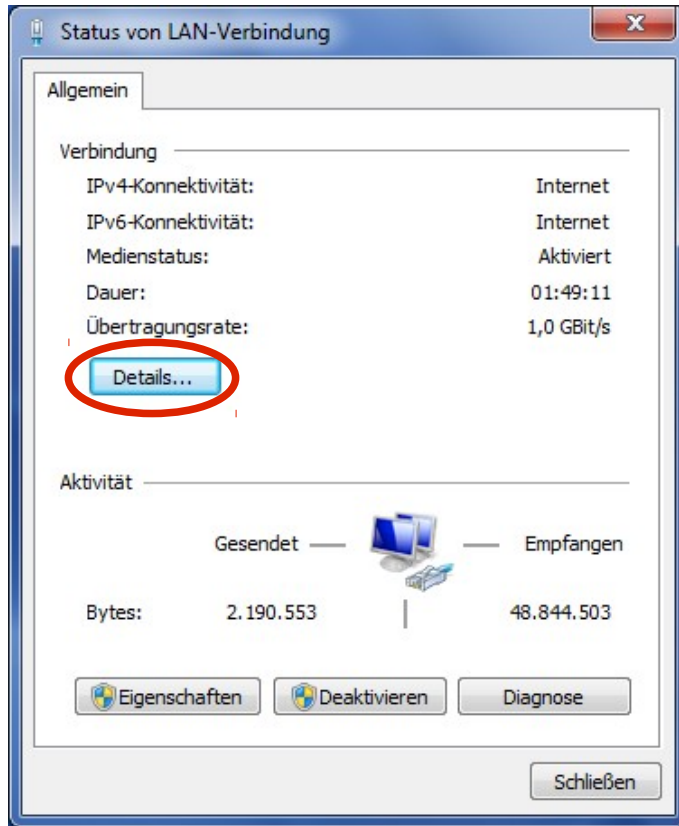 Status von LAN-Verbindung
Allgemein
Verbindung
IPv4-Konnektivität: Internet
IPv6-Konnektivität: Internet
Medienstatus: Aktiviert
Dauer: 01:49:11
Übertragungsrate: 1,0 GBit/s
Details...
Aktivität
Gesendet Empfangen
Bytes: 2.190.553 48.844.503
Eigenschaften Deaktivieren Diagnose
Schließen